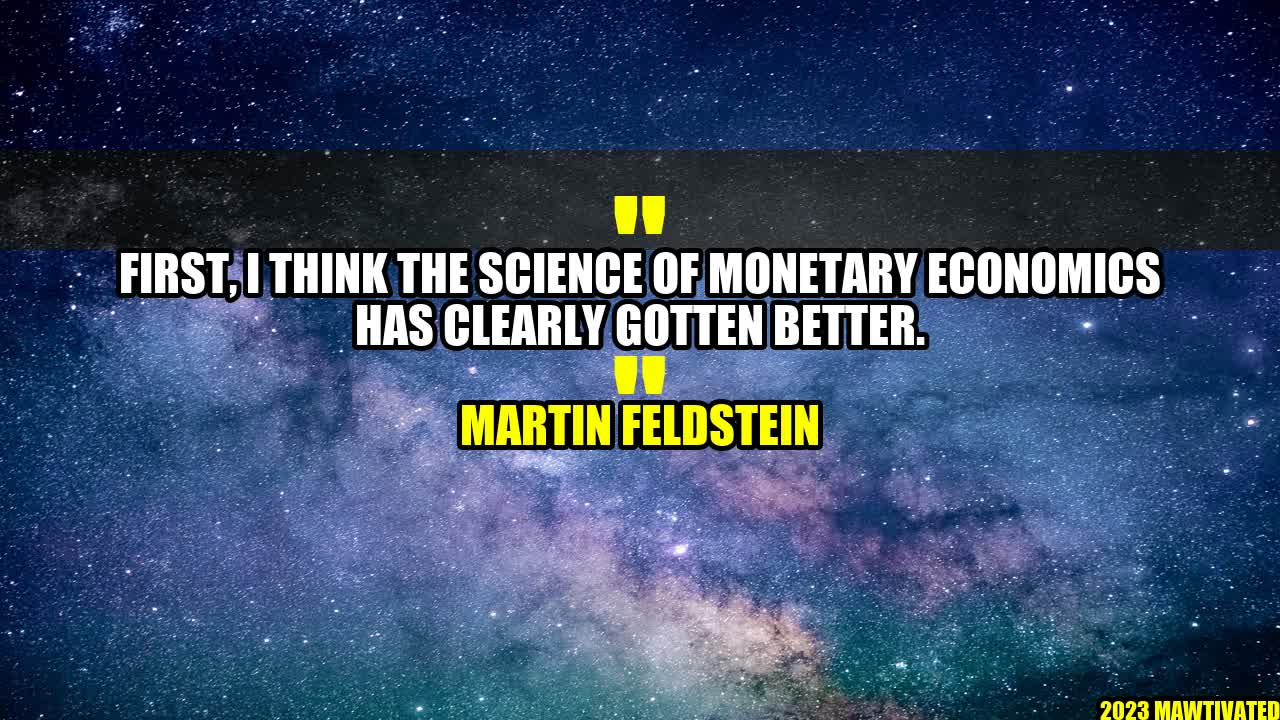 "
FIRST, I THINK THE SCIENCE OF MONETARY ECONOMICS
HAS CLEARLY GOTTEN BETTER.
"
MARTIN FELDSTEIN
2023 MAWTIVATED